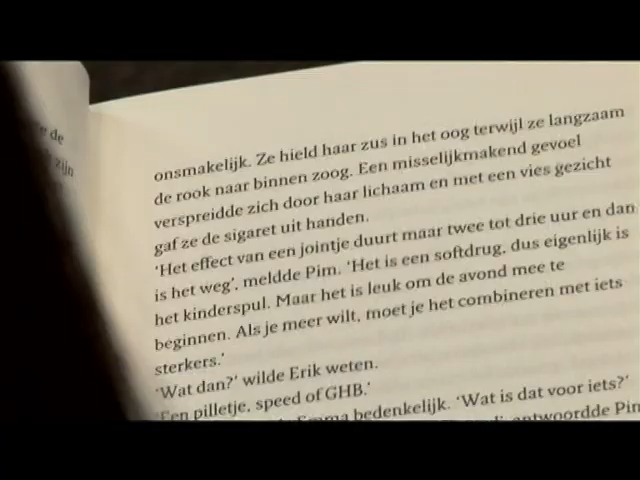 de
zijn
onsmakelijk. Ze hield haar zus in het oog terwijl ze langzaam
de rook naar binnen zoog. Een misselijkmakend gevoel
verspreidde zich door haar lichaam en met een vies gezicht
gaf ze de sigaret uit handen.
‘Het effect van een jointje duurt maar twee tot drie uur en dan
is het weg’, meldde Pim. ‘Het is een softdrug, dus eigenlijk is
het kinderspul. Maar het is leuk om de avond mee te
beginnen. Als je meer wilt, moet je het combineren met iets
sterkers.’
‘Wat dan?’ wilde Erik weten.
‘Een pilletje, speed of GHB.’
Emma bedenkelijk. ‘Wat is dat voor iets?’
antwoordde Pim